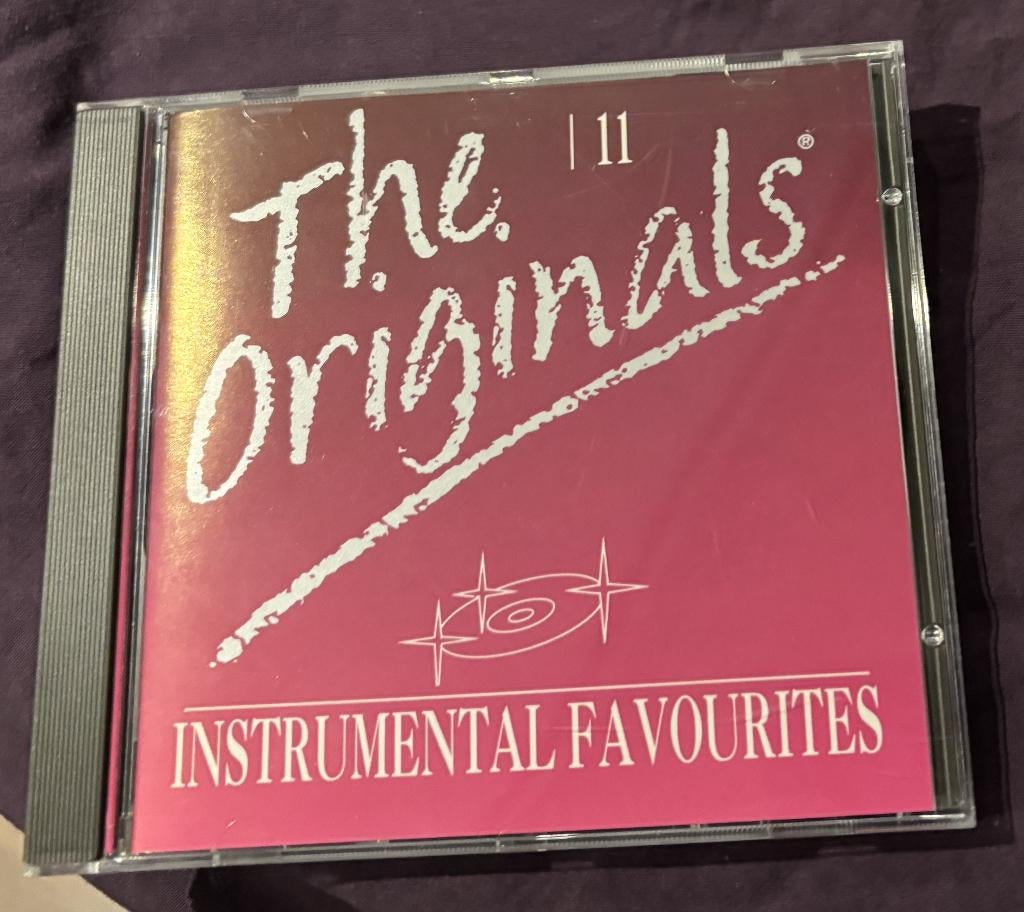 | 11
The
Originals®
INSTRUMENTAL FAVOURITES